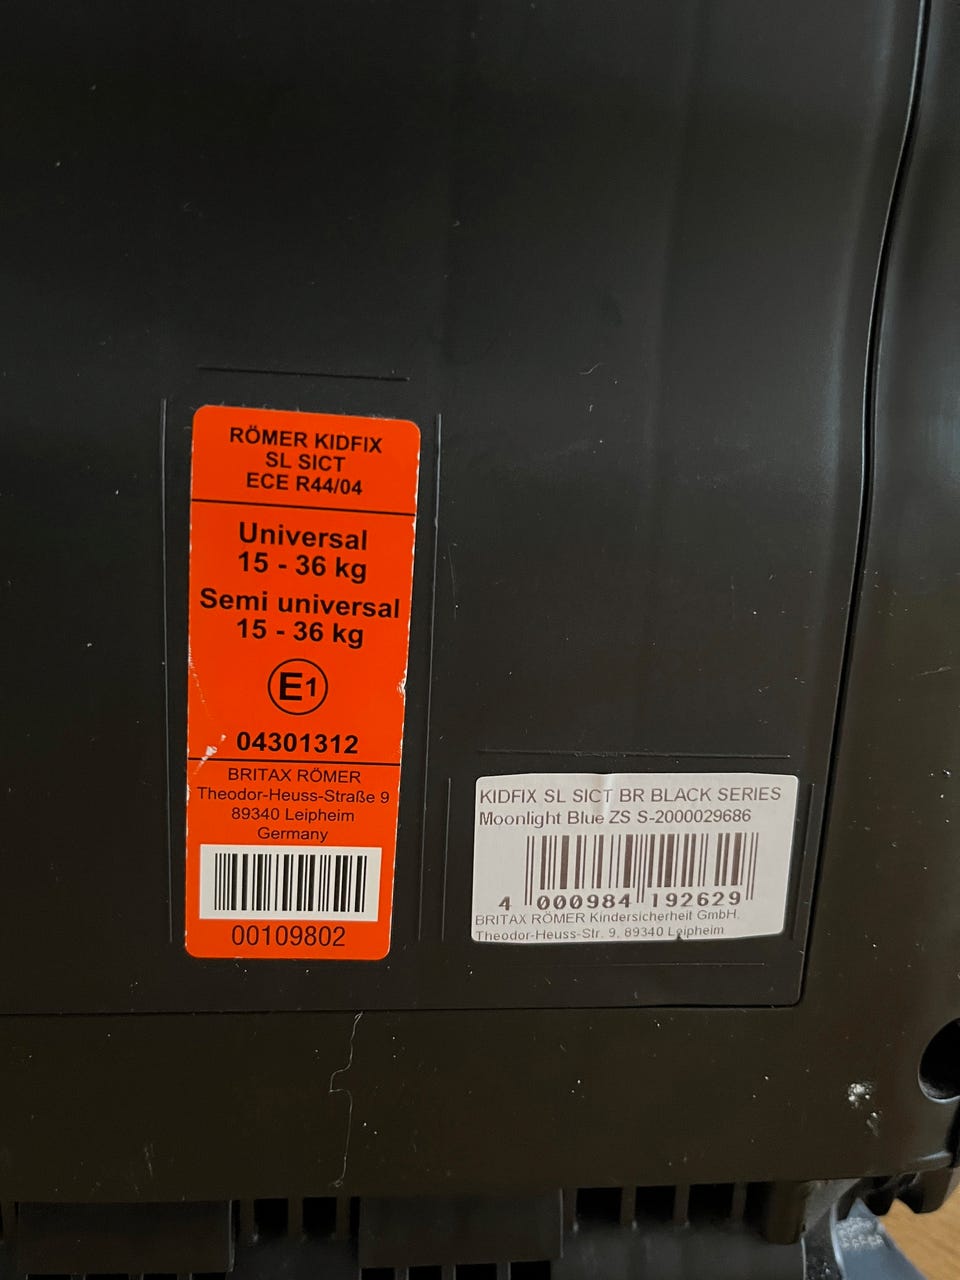 RÖMER KIDFIX
SL SICT
ECE R44/04
Universal
15 - 36 kg
Semi universal
15 - 36 kg
E1
04301312
BRITAX RÖMER
Theodor-Heuss-Straße 9
89340 Leipheim
Germany
00109802
KIDFIX SL SICT BR BLACK SERIES
Moonlight Blue ZS S-2000029686
4 000984 192629
BRITAX RÖMER Kindersicherheit GmbH,
Theodor-Heuss-Str. 9, 89340 Leipheim